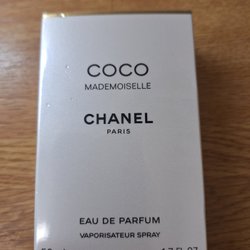 COCO
MADEMOISELLE
CHANEL
PARIS
EAU DE PARFUM
VAPORISATEUR SPRAY